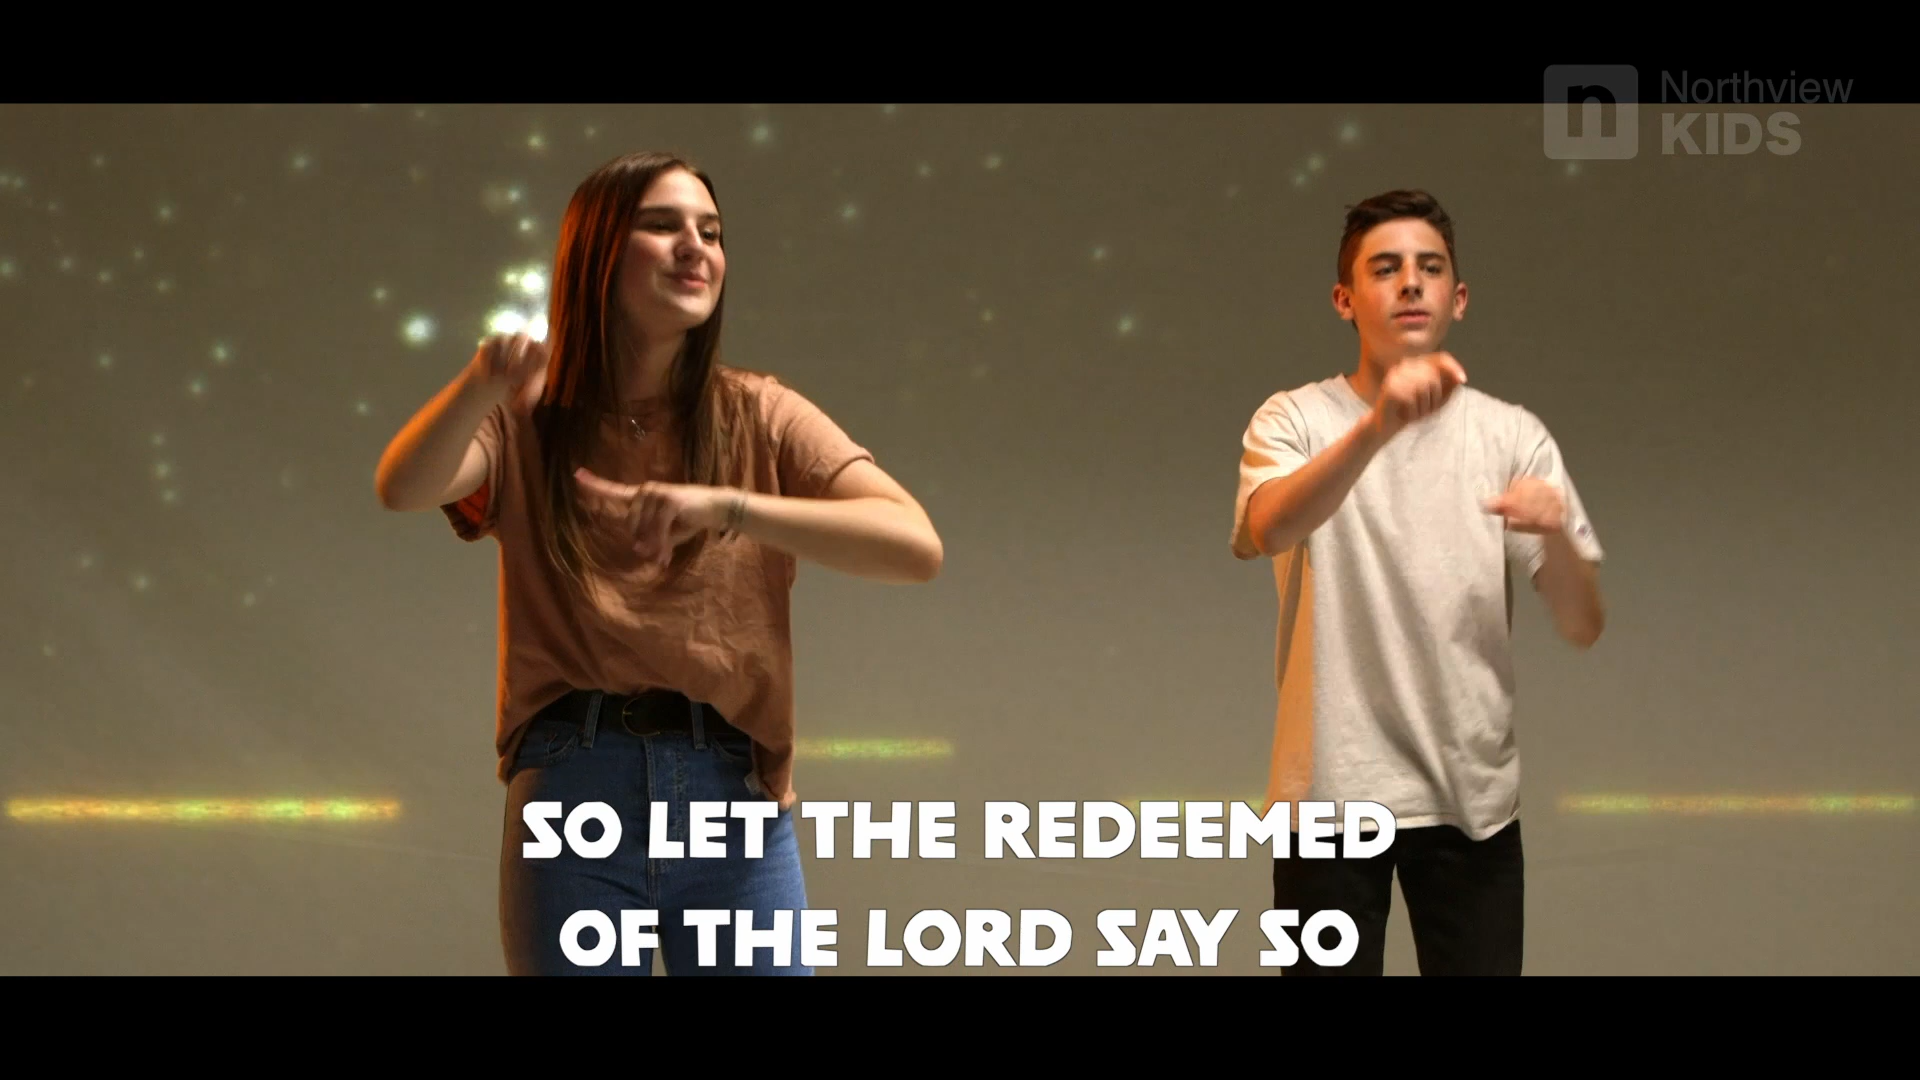 n
Northview
KIDS
SO LET THE REDEEMED
OF THE LORD SAY SO